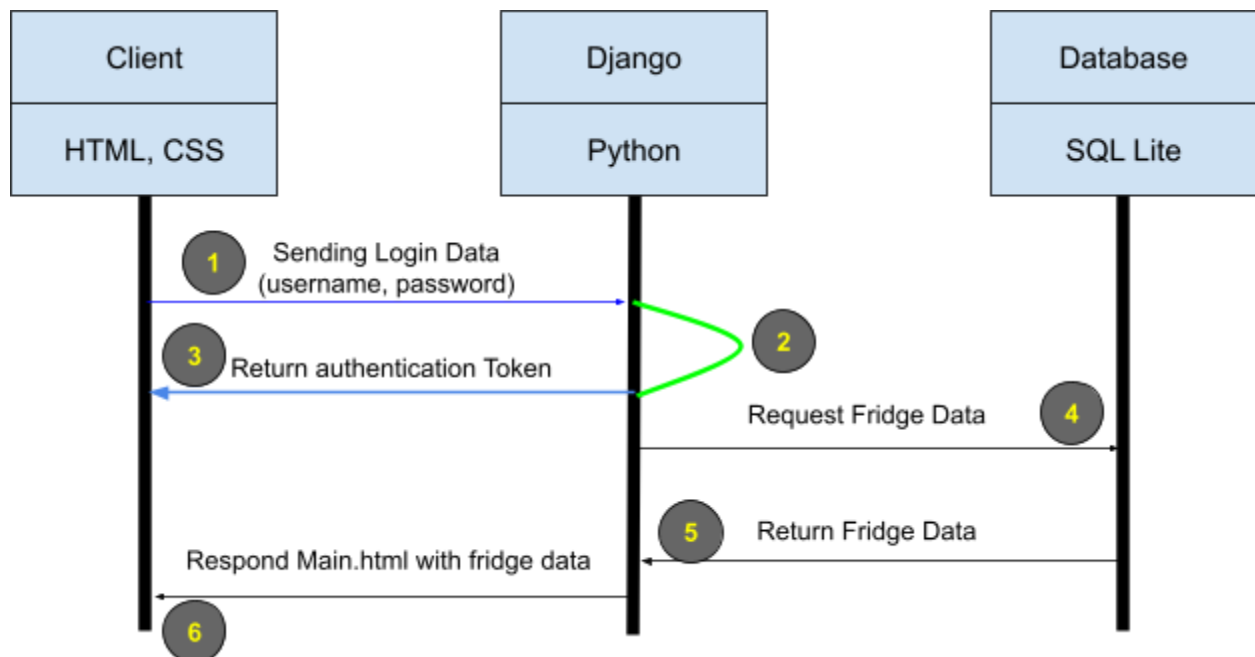 Client
Django
Database
HTML, CSS
Python
SQL Lite
1
Sending Login Data
(username, password)
2
3
Return authentication Token
Request Fridge Data
4
5
Return Fridge Data
Respond Main.html with fridge data
6